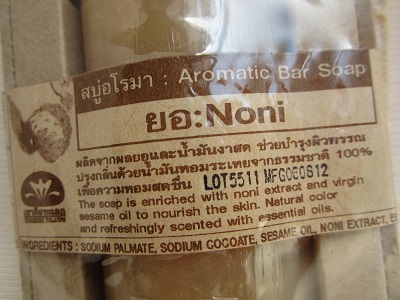 สบู่อโรมา : Aromatic Bar Soap
ยอ:Noni
ผลิตจากผลยอและน้ำมันงาสด ช่วยบำรุงผิวพรรณ
ปรุงกลิ่นด้วยน้ำมันหอมระเหยจากธรรมชาติ 100%
เพื่อความหอมสดชื่น LOT5511 MFG060812
The soap is enriched with noni extract and virgin
sesame oil to nourish the skin. Natural color
and refreshingly scented with essential oils.
INGREDIENTS : SODIUM PALMATE, SODIUM COCOATE, SESAME OIL, NONI EXTRACT,